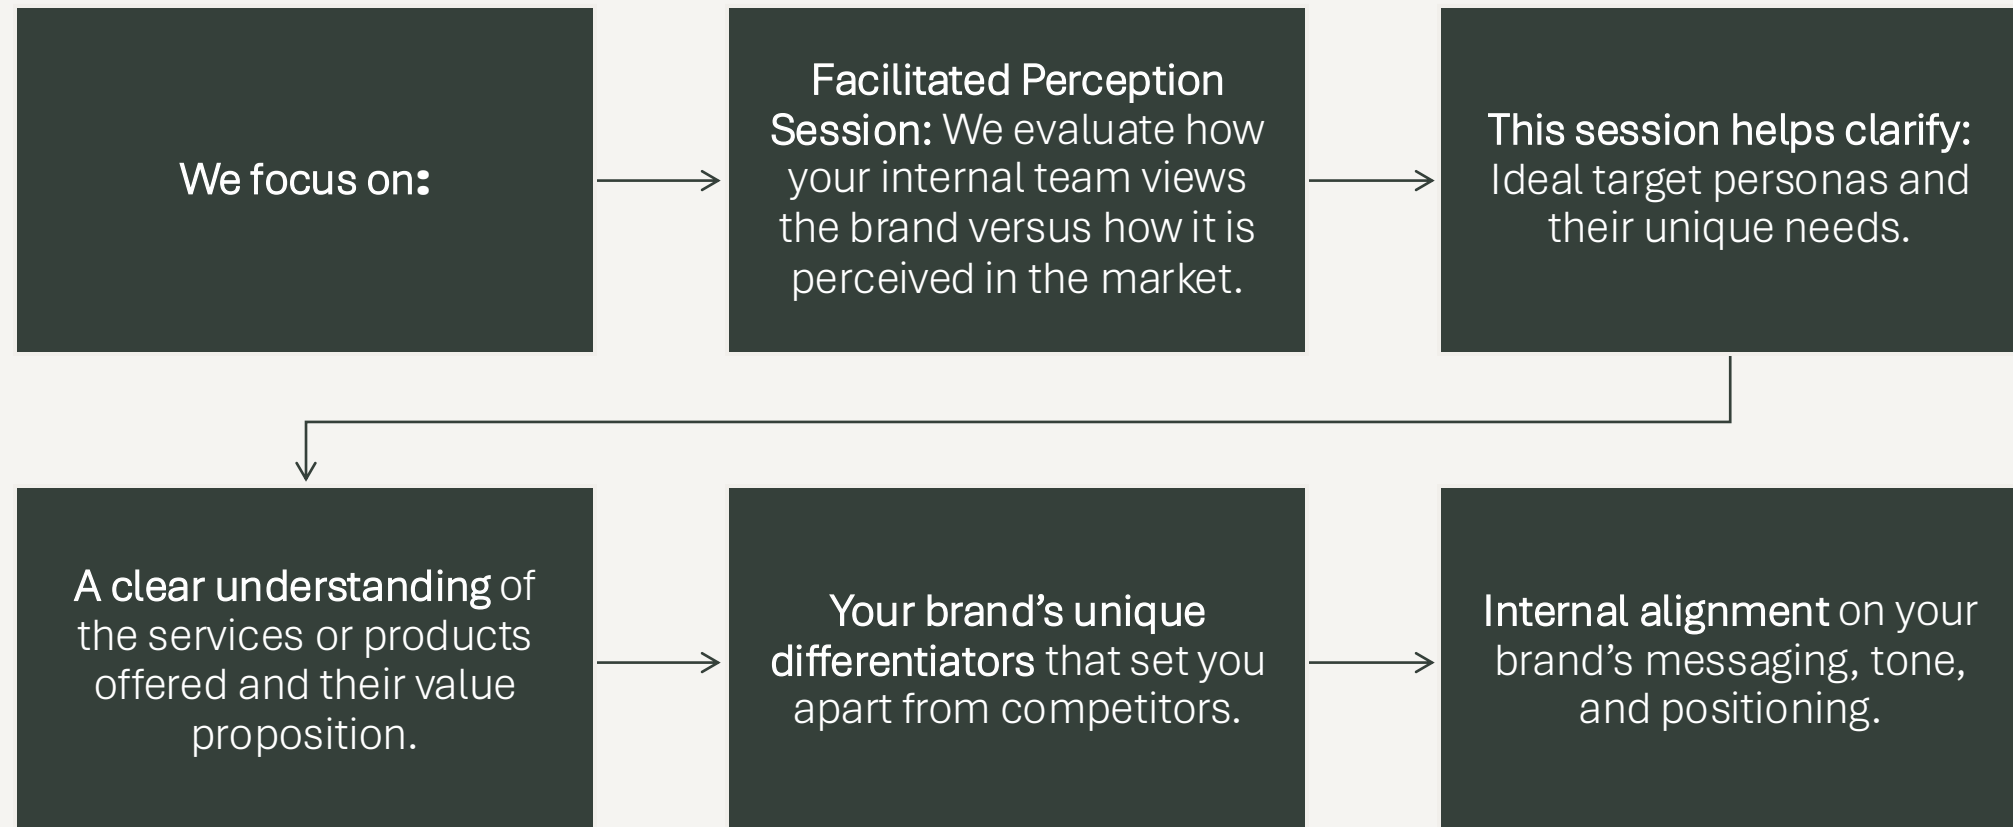 We focus on:
Facilitated Perception
Session: We evaluate how
your internal team views
the brand versus how it is
perceived in the market.
This session helps clarify:
Ideal target personas and
their unique needs.
A clear understanding of
the services or products
offered and their value
proposition.
Your brand’s unique
differentiators that set you
apart from competitors.
Internal alignment on your
brand’s messaging, tone,
and positioning.